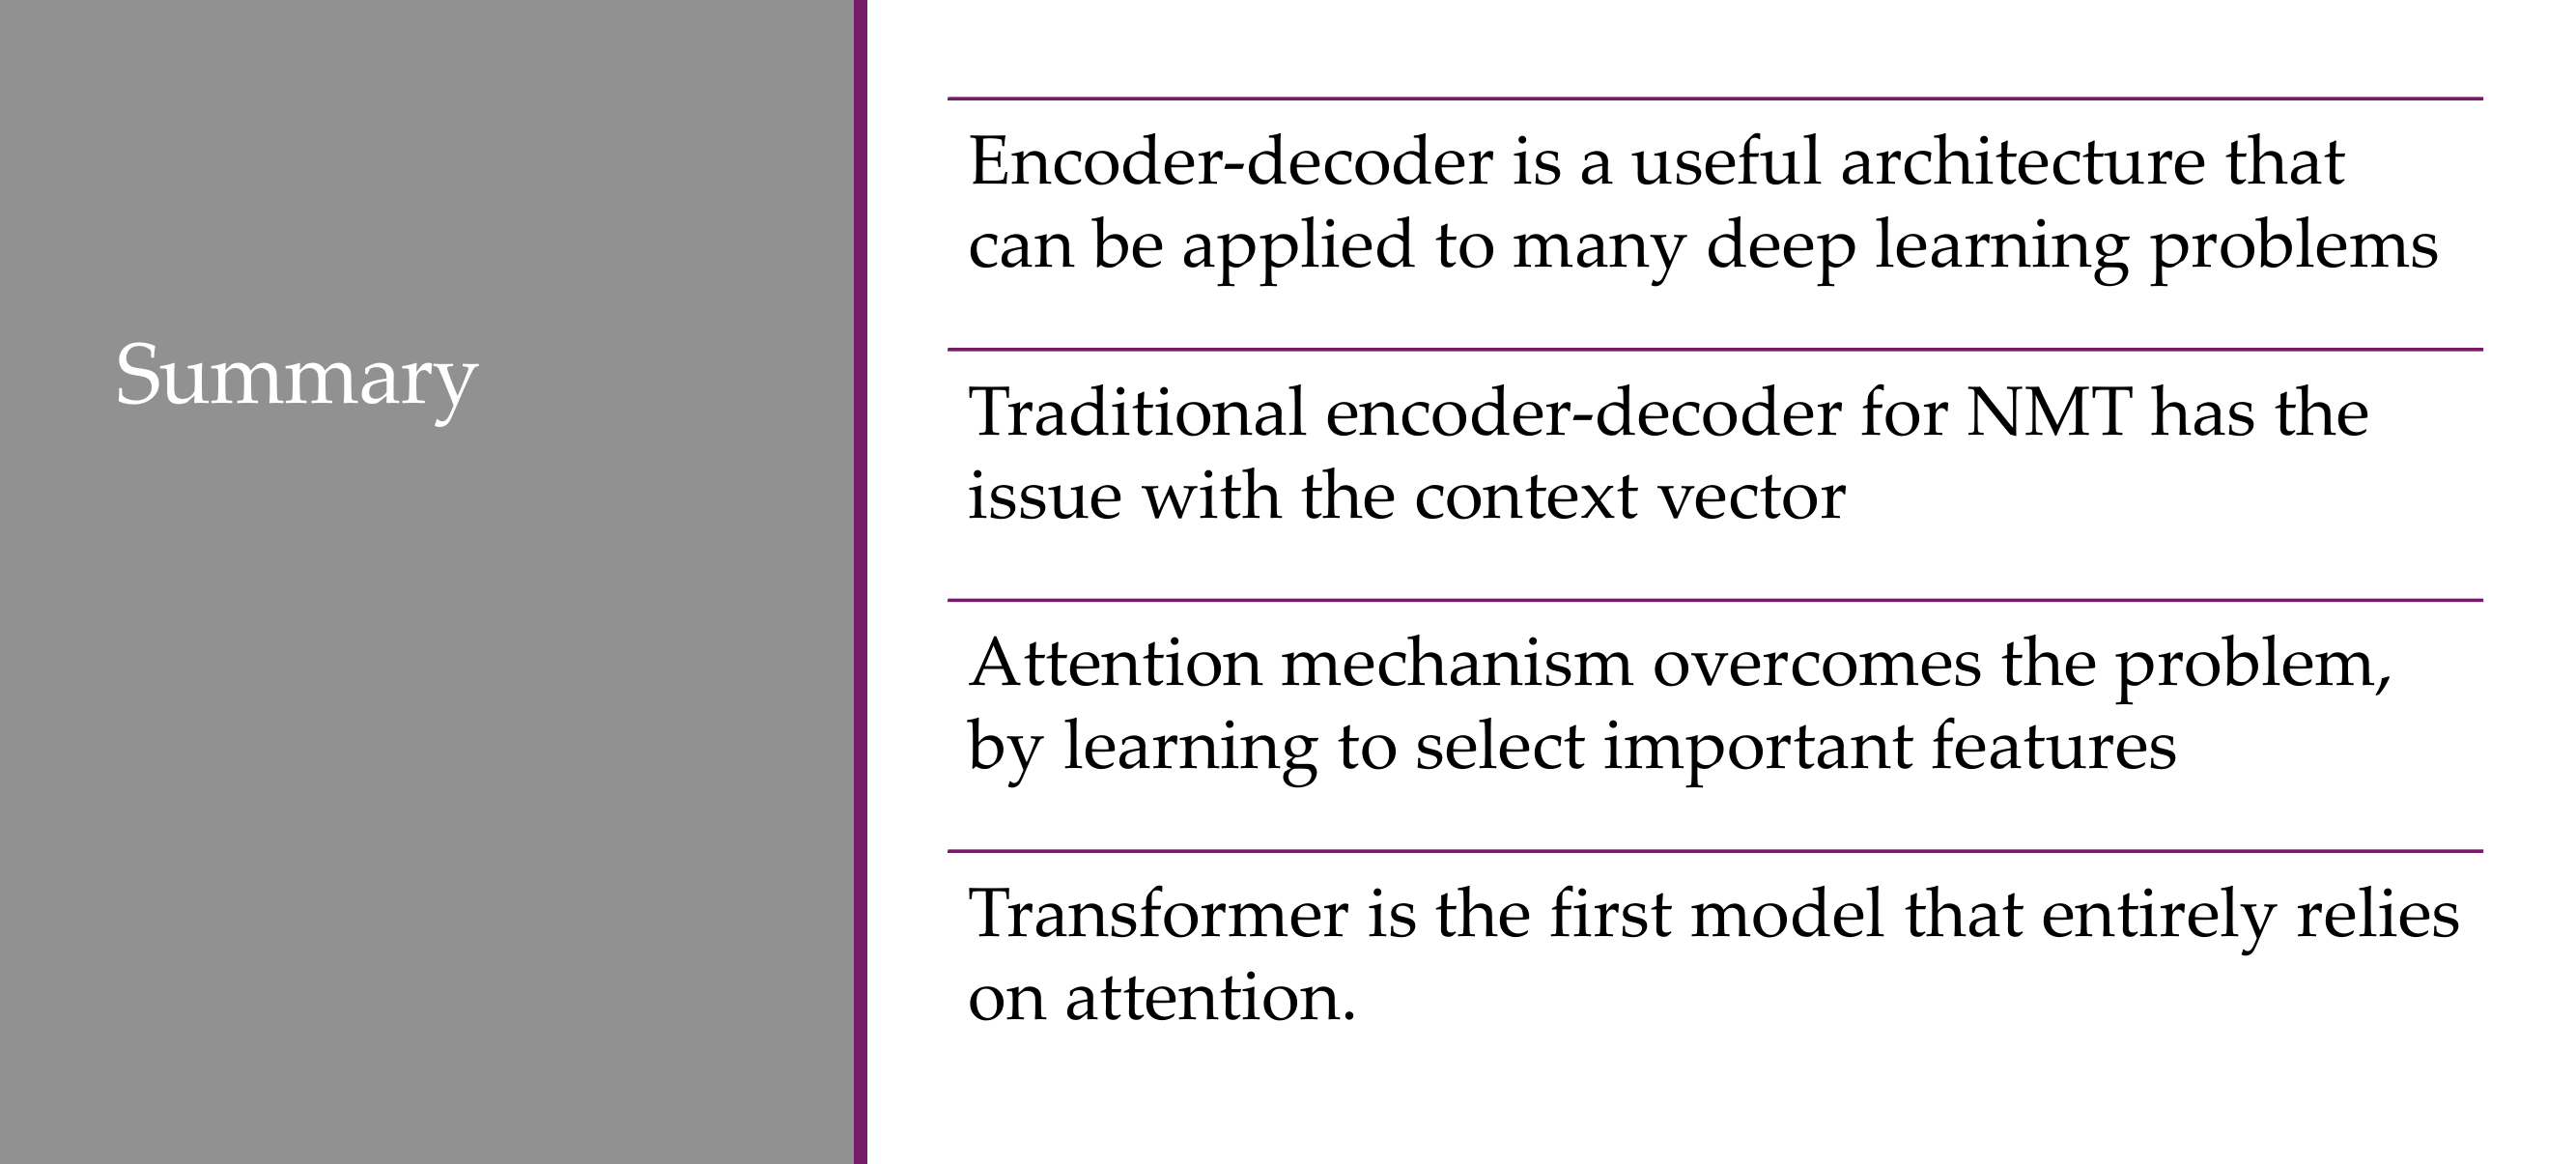 Summary
Encoder-decoder is a useful architecture that
can be applied to many deep learning problems
Traditional encoder-decoder for NMT has the
issue with the context vector
Attention mechanism overcomes the problem,
by learning to select important features
Transformer is the first model that entirely relies
on attention.